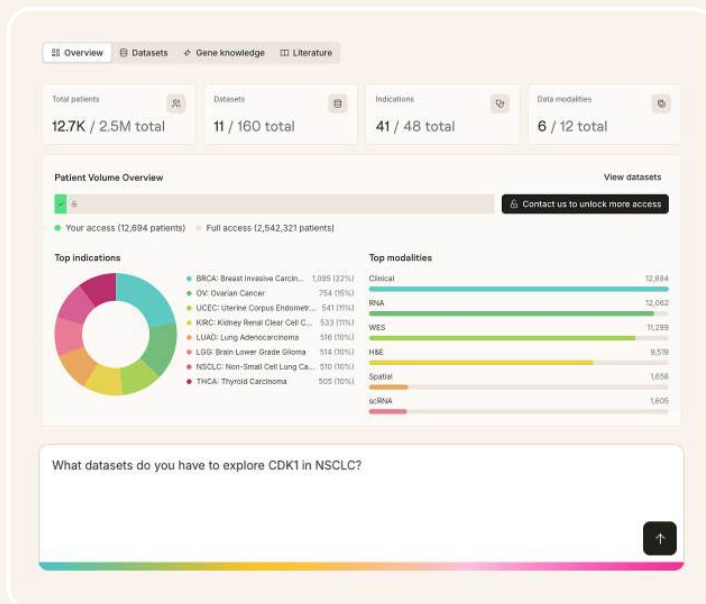 Overview Datasets Gene knowledge Literature
Total patients
12.7K / 2.5M total
Datasets
11 / 160 total
Indications
41 / 48 total
Data modalities
6 / 12 total
Patient Volume Overview
View datasets
Contact us to unlock more access
Your access (12,694 patients) Full access (2,542,321 patients)
Top indications
BRCA: Breast Invasive Carcin... 1,095 (22%)
OV: Ovarian Cancer 754 (15%)
UCEC: Uterine Corpus Endometr... 541 (11%)
KIRC: Kidney Renal Clear Cell C... 533 (11%)
LUAD: Lung Adenocarcinoma 516 (10%)
LGG: Brain Lower Grade Glioma 514 (10%)
NSCLC: Non-Small Cell Lung Ca... 510 (10%)
THCA: Thyroid Carcinoma 505 (10%)
Top modalities
Clinical 12,694
RNA 12,062
WES 11,299
H&E 9,519
Spatial 1,658
scRNA 1,605
What datasets do you have to explore CDK1 in NSCLC?